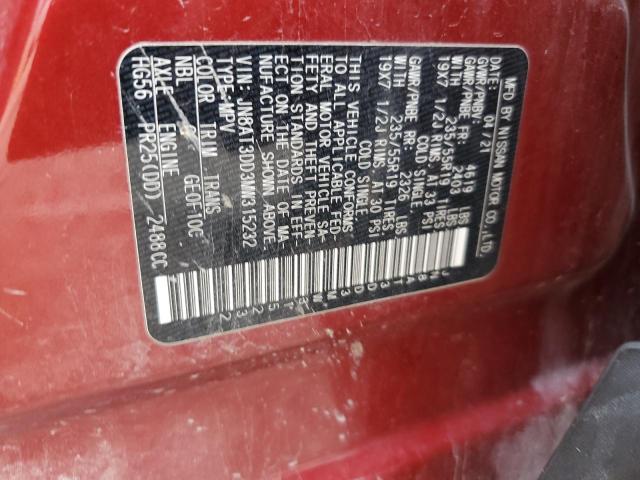 MFD BY NISSAN MOTOR CO.,LTD.
DATE: 04/21
GVWR/PNBV: 4619 LBS
GAWR/PNBE FR: 2409 LBS
WITH 235/55R19 TIRES
19X7 1/2J RIMS, AT 33 PSI
COLD SINGLE
GAWR/PNBE RR: 2326 LBS
WITH 235/55R19 TIRES
19X7 1/2J RIMS, AT 30 PSI
COLD SINGLE
THIS VEHICLE CONFORMS
TO ALL APPLICABLE FED
ERAL MOTOR VEHICLE SA-
FETY AND THEFT PREVEN-
TION STANDARDS IN EFF-
ECT ON THE DATE OF MA-
NUFACTURE SHOWN ABOVE.
VIN: JN8AT3DD3MW315232
TYPE:MPV
COLOR TRIM TRANS
NBL G GE0F10G
AXLE ENGINE
HG56 PR25(DD) 2488CC
JN8AT3DD3MW315232